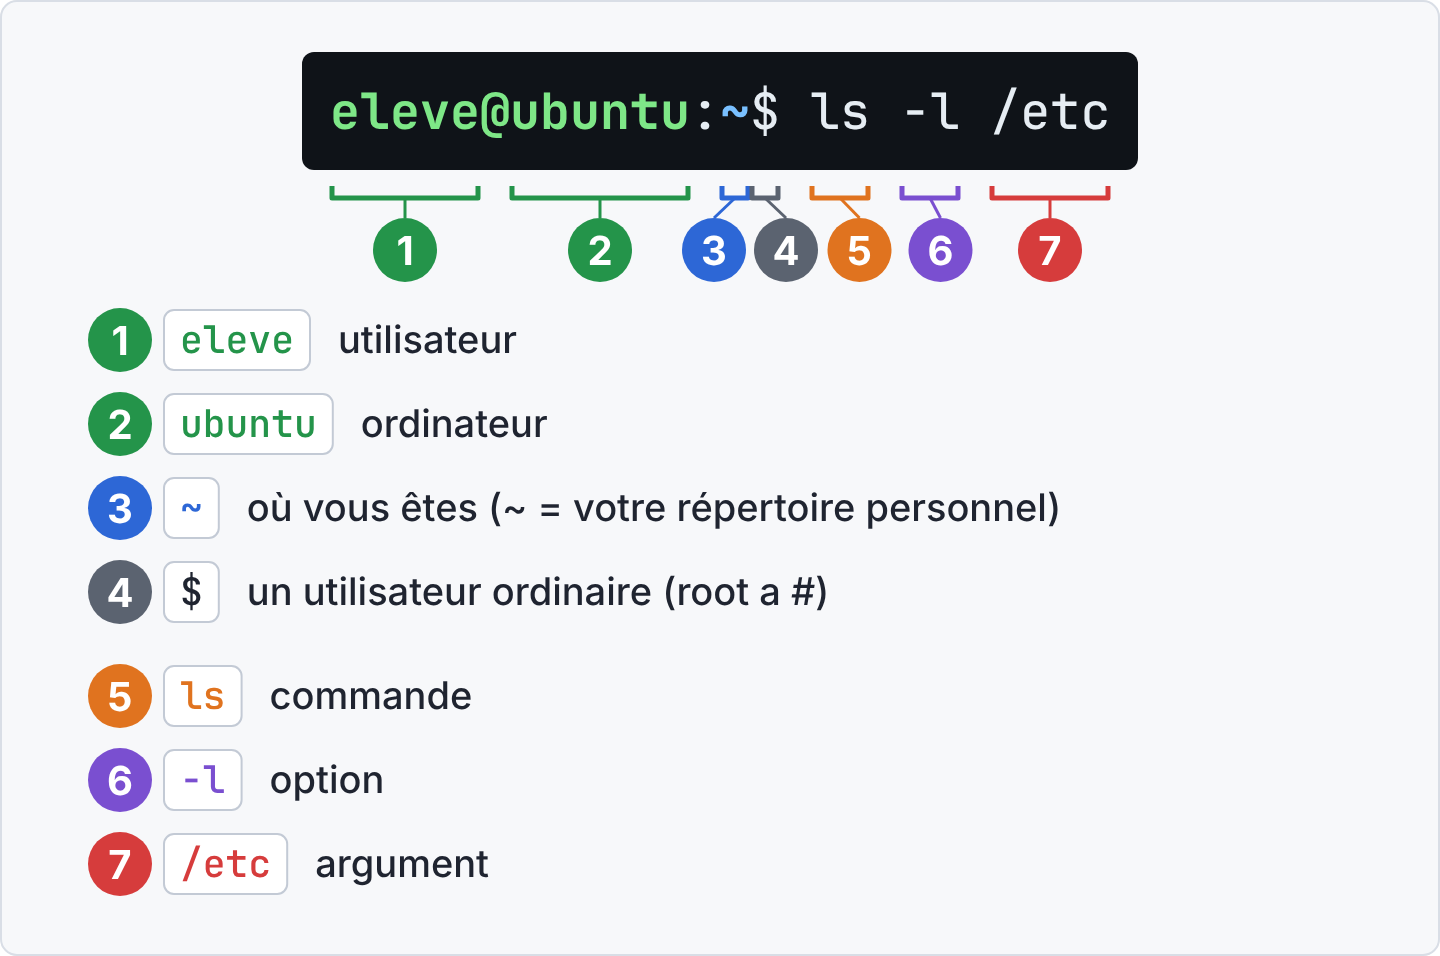 eleve@ubuntu:~$ ls -l /etc
1 2 3 4 5 6 7
1 eleve utilisateur
2 ubuntu ordinateur
3 ~ où vous êtes (~ = votre répertoire personnel)
4 $ un utilisateur ordinaire (root a #)
5 ls commande
6 -l option
7 /etc argument